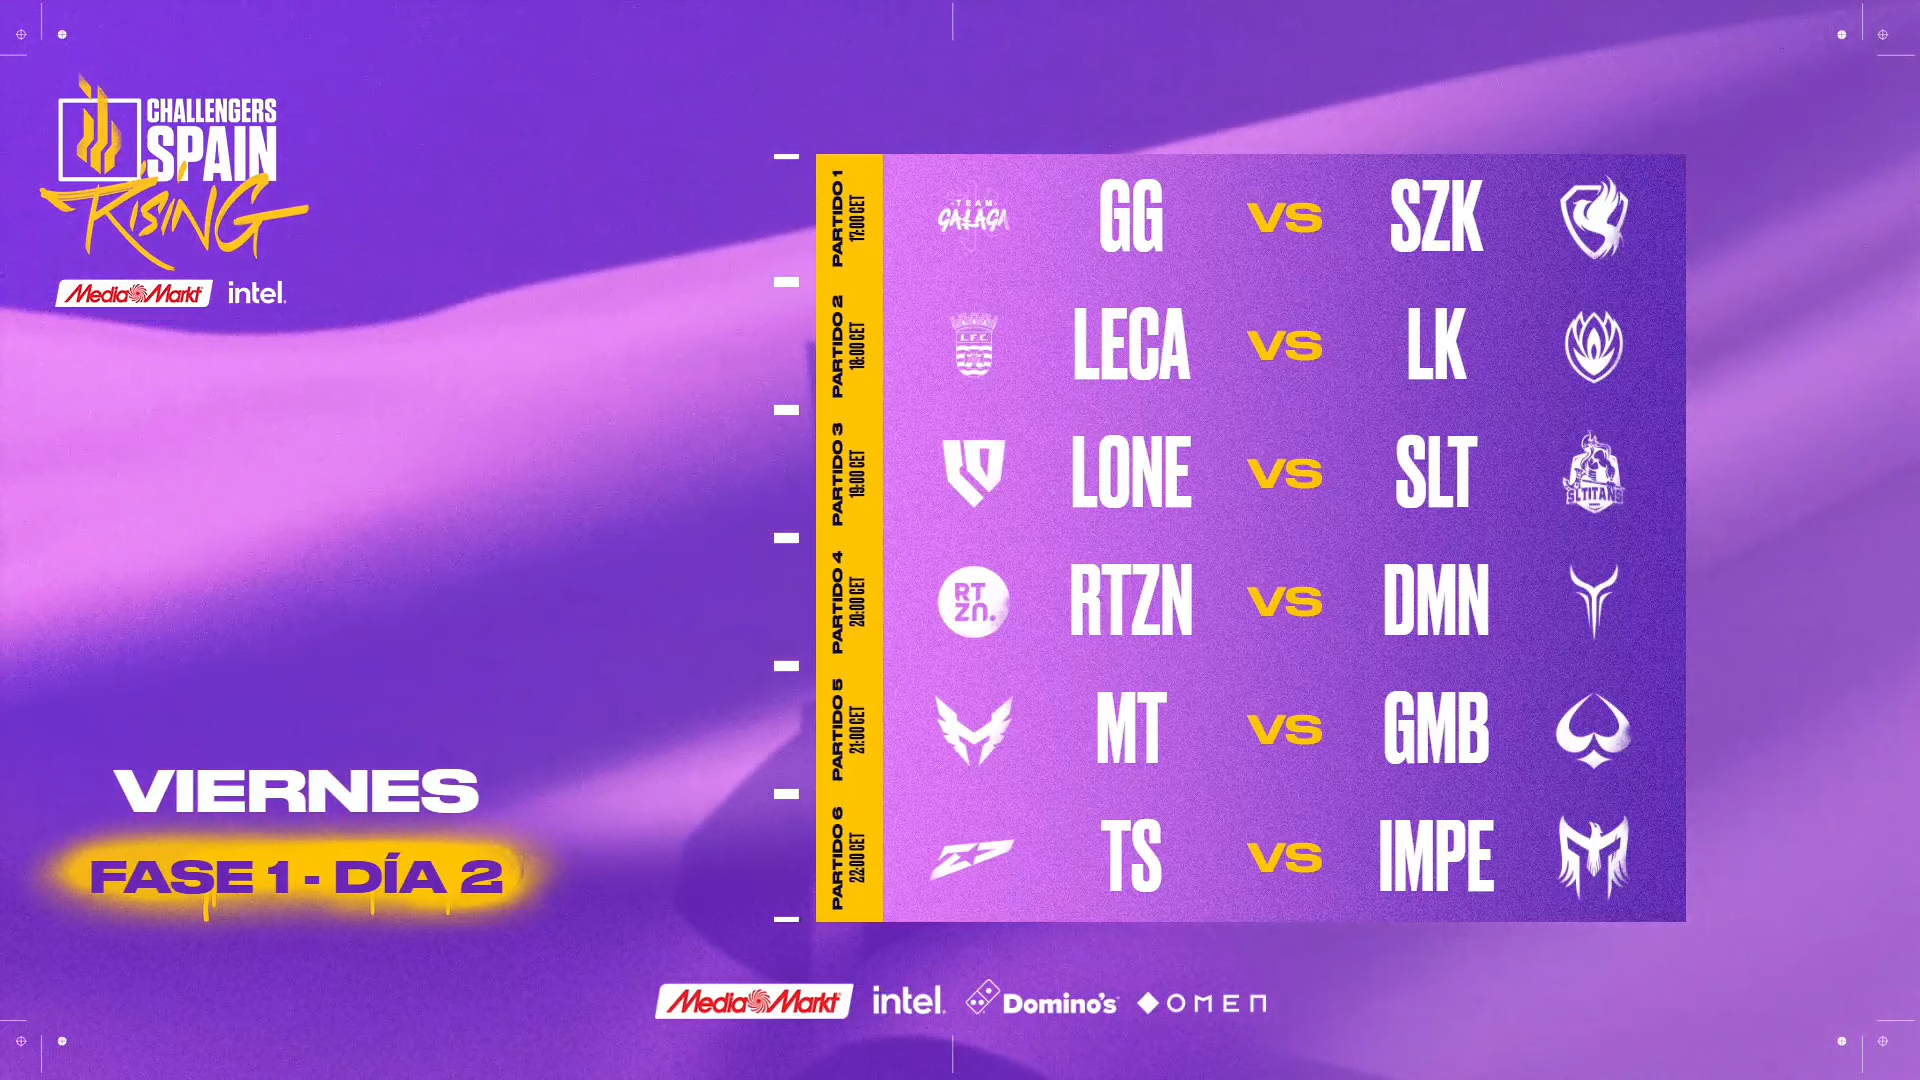 CHALLENGERS
SPAIN
RISING
MediaMarkt intel.
PARTIDO 1
17:00 CET
TEAM
GALAGA
GG VS SZK
PARTIDO 2
18:00 CET
L.F.C.
LECA VS LK
PARTIDO 3
19:00 CET
LONE VS SLT
SLTITANS
PARTIDO 4
20:00 CET
RT
ZN.
RTZN VS DMN
PARTIDO 5
21:00 CET
MT VS GMB
PARTIDO 6
22:00 CET
TS VS IMPE
VIERNES
FASE 1 - DÍA 2
MediaMarkt intel. Domino's OMEN